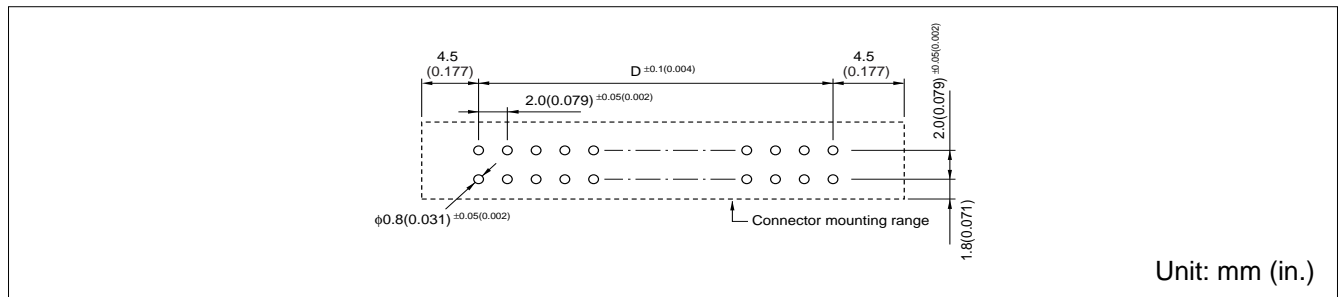 4.5
(0.177)
D ±0.1(0.004)
4.5
(0.177)
2.0(0.079) ±0.05(0.002)
2.0(0.079) ±0.05(0.002)
φ0.8(0.031) ±0.05(0.002)
Connector mounting range
1.8(0.071)
Unit: mm (in.)